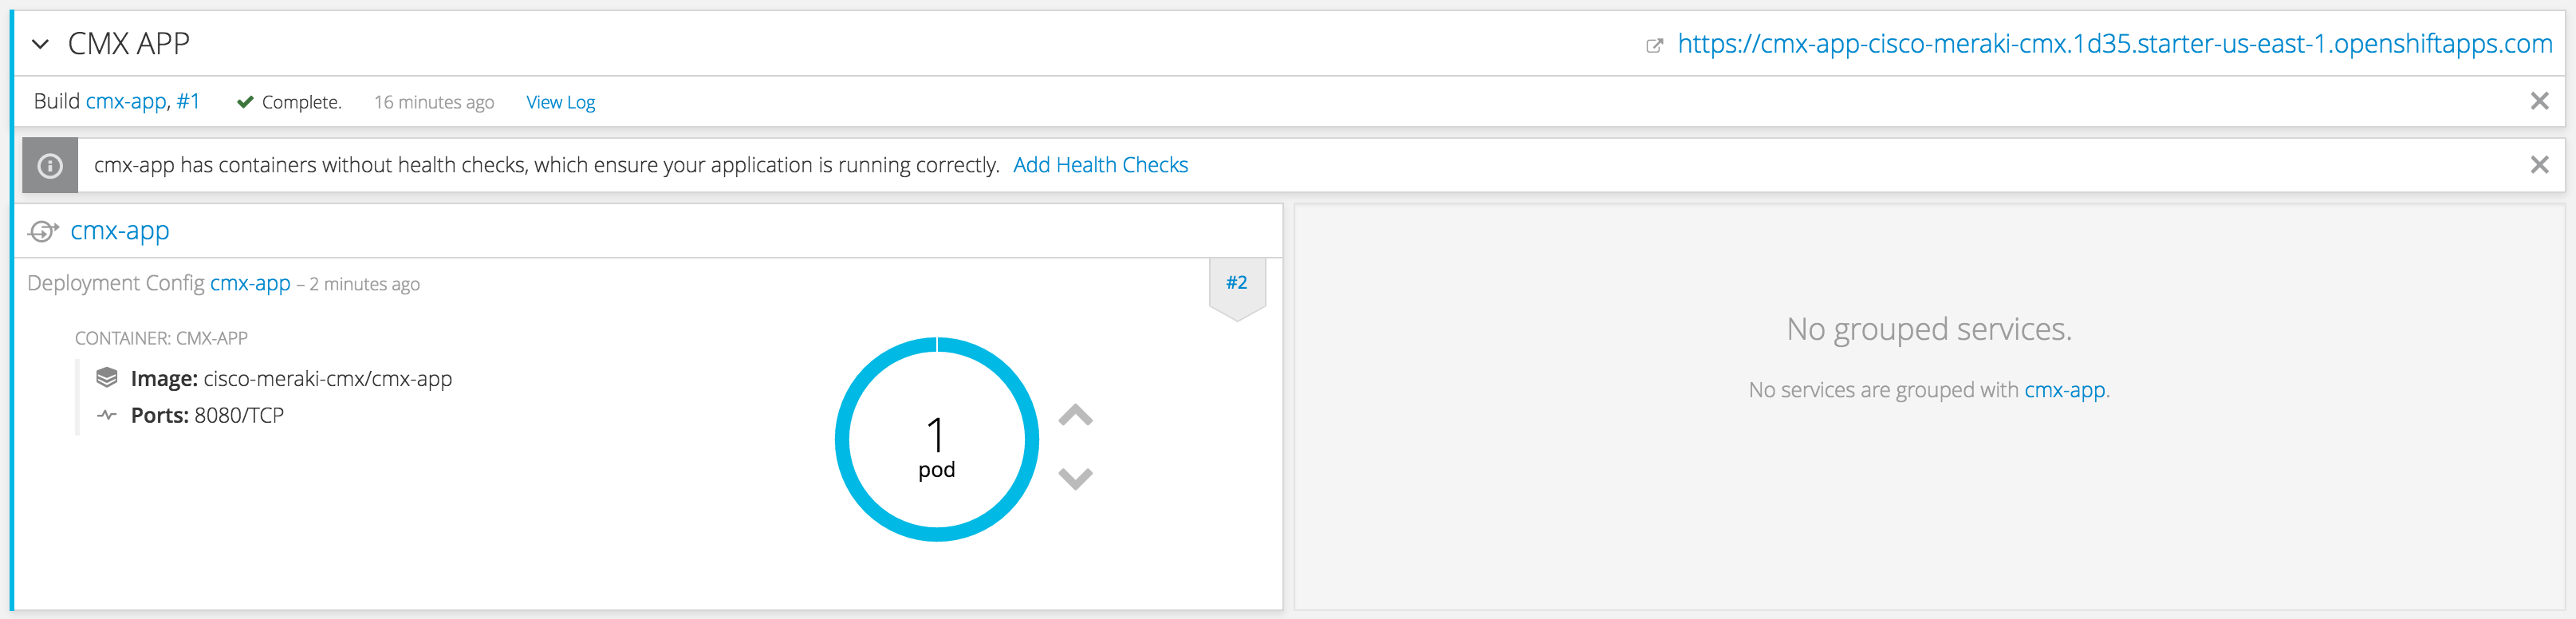 CMX APP
https://cmx-app-cisco-meraki-cmx.1d35.starter-us-east-1.openshiftapps.com
Build cmx-app, #1 Complete. 16 minutes ago View Log
cmx-app has containers without health checks, which ensure your application is running correctly. Add Health Checks
cmx-app
Deployment Config cmx-app – 2 minutes ago
#2
CONTAINER: CMX-APP
Image: cisco-meraki-cmx/cmx-app
Ports: 8080/TCP
1
pod
No grouped services.
No services are grouped with cmx-app.